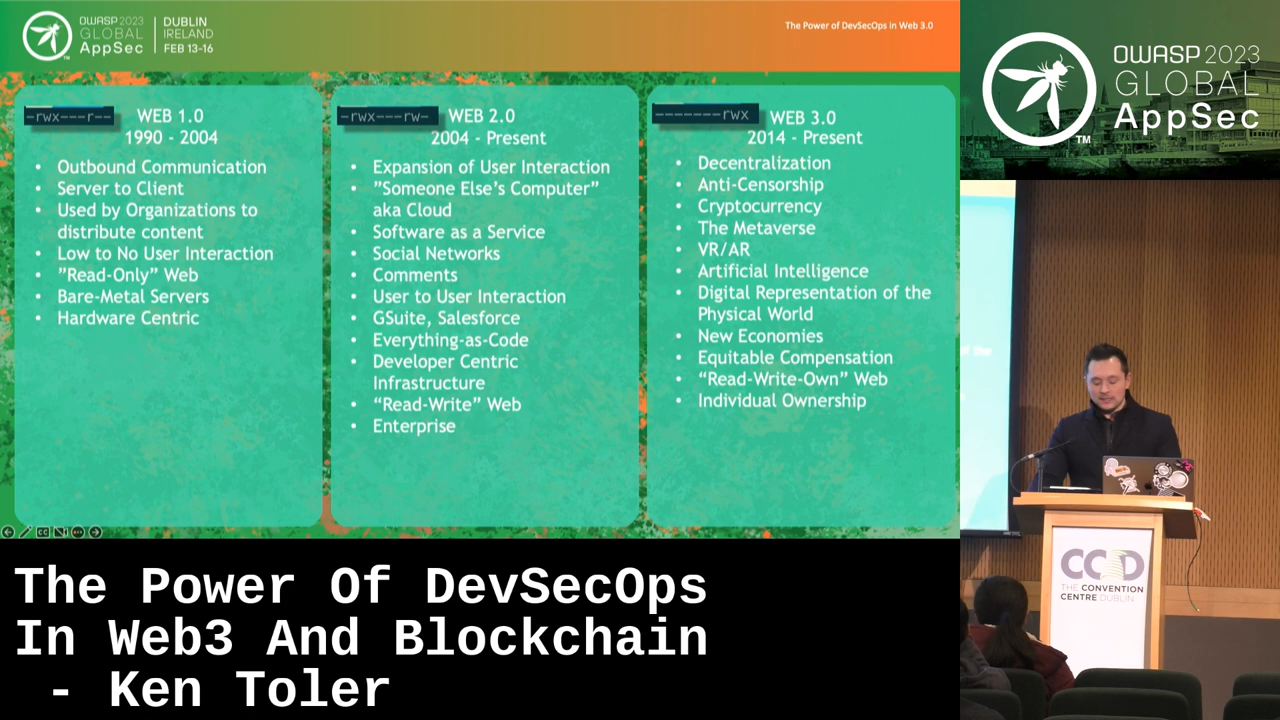 OWASP 2023
GLOBAL
AppSec
TM
DUBLIN
IRELAND
FEB 13-16
The Power of DevSecOps in Web 3.0
-rwx---r--
WEB 1.0
1990 - 2004
• Outbound Communication
• Server to Client
• Used by Organizations to
distribute content
• Low to No User Interaction
• ”Read-Only” Web
• Bare-Metal Servers
• Hardware Centric
-rwx---rw-
WEB 2.0
2004 - Present
• Expansion of User Interaction
• ”Someone Else’s Computer”
aka Cloud
• Software as a Service
• Social Networks
• Comments
• User to User Interaction
• GSuite, Salesforce
• Everything-as-Code
• Developer Centric
Infrastructure
• “Read-Write” Web
• Enterprise
-------rwx
WEB 3.0
2014 - Present
• Decentralization
• Anti-Censorship
• Cryptocurrency
• The Metaverse
• VR/AR
• Artificial Intelligence
• Digital Representation of the
Physical World
• New Economies
• Equitable Compensation
• “Read-Write-Own” Web
• Individual Ownership
OWASP 2023
GLOBAL
AppSec
TM
CCD
THE CONVENTION
CENTRE DUBLIN
The Power Of DevSecOps
In Web3 And Blockchain
- Ken Toler